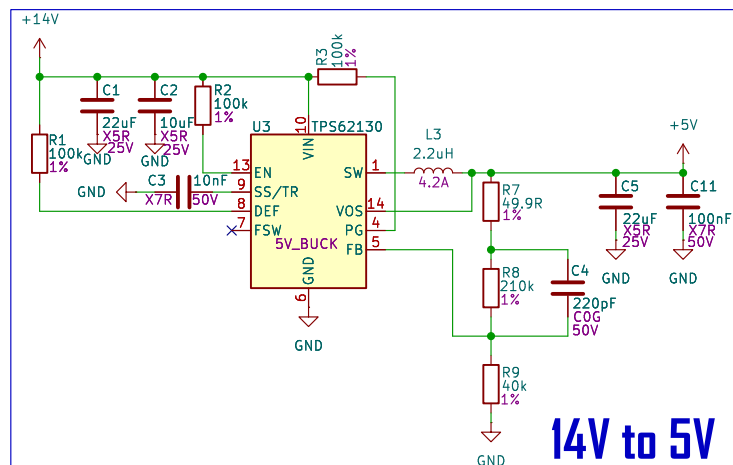 +14V
R3
100k
1%
C1
22uF
X5R
25V
GND
C2
10uF
X5R
25V
GND
R2
100k
1%
U3
TPS62130
10
VIN
L3
2.2uH
4.2A
+5V
R1
100k
1%
13
EN
SW
1
GND
C3
10nF
X7R
50V
9
SS/TR
8
DEF
VOS
14
7
FSW
PG
4
5V_BUCK
FB
5
GND
6
GND
R7
49.9R
1%
C5
22uF
X5R
25V
GND
C11
100nF
X7R
50V
GND
R8
210k
1%
C4
220pF
C0G
50V
R9
40k
1%
GND
14V to 5V